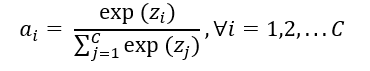 a_i = exp (z_i) / ∑_{j=1}^{C} exp (z_j) , ∀i = 1,2, … C